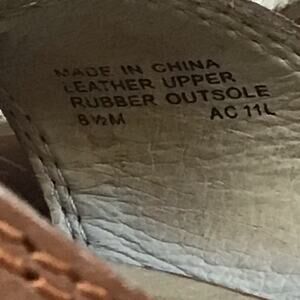 MADE IN CHINA
LEATHER UPPER
RUBBER OUTSOLE
8½M AC 11L